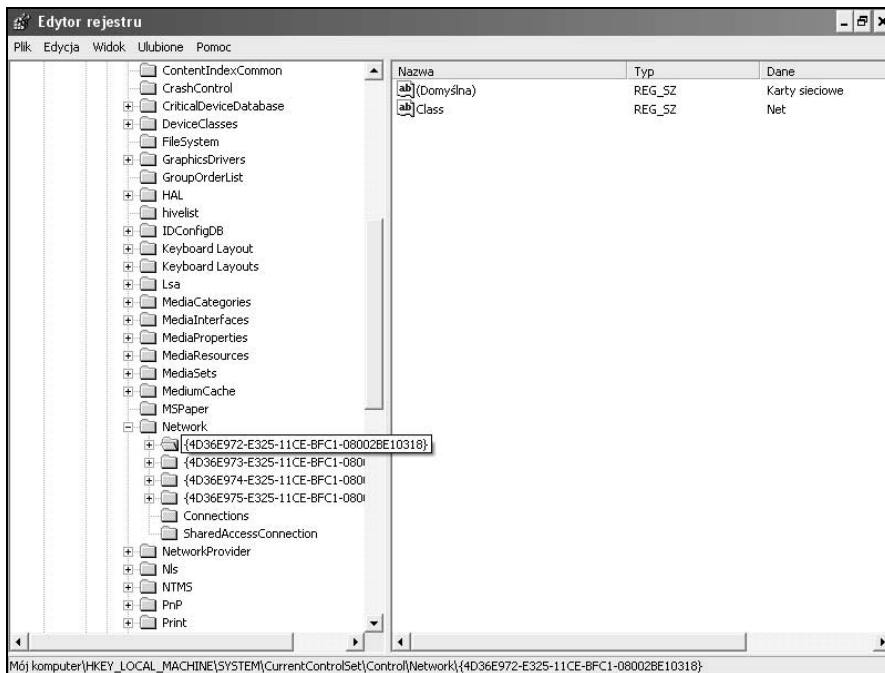 Edytor rejestru
Plik Edycja Widok Ulubione Pomoc
ContentIndexCommon
CrashControl
CriticalDeviceDatabase
DeviceClasses
FileSystem
GraphicsDrivers
GroupOrderList
HAL
hivelist
IDConfigDB
Keyboard Layout
Keyboard Layouts
Lsa
MediaCategories
MediaInterfaces
MediaProperties
MediaResources
MediaSets
MediumCache
MSPaper
Network
{4D36E972-E325-11CE-BFC1-08002BE10318}
{4D36E973-E325-11CE-BFC1-080
{4D36E974-E325-11CE-BFC1-080
{4D36E975-E325-11CE-BFC1-080
Connections
SharedAccessConnection
NetworkProvider
Nls
NTMS
PnP
Print
Nazwa Typ Dane
ab (Domyślna) REG_SZ Karty sieciowe
ab Class REG_SZ Net
Mój komputer\HKEY_LOCAL_MACHINE\SYSTEM\CurrentControlSet\Control\Network\{4D36E972-E325-11CE-BFC1-08002BE10318}